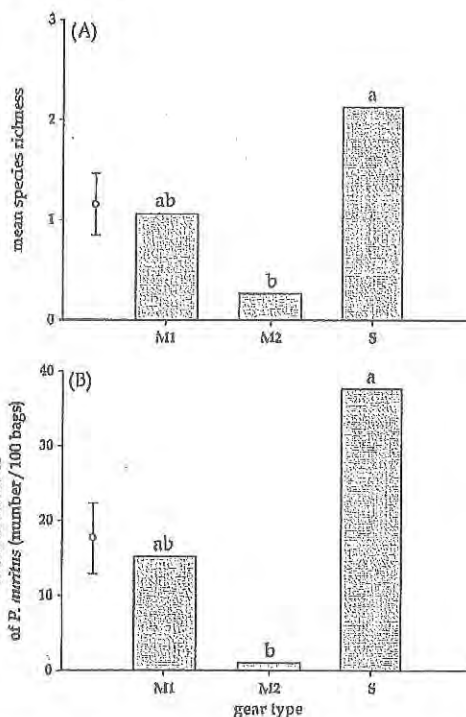 (A)
mean species richness
3
2
1
0
ab
b
a
M1
M2
S
(B)
of P. auritus (number/100 bags)
40
30
20
10
0
ab
b
a
M1
M2
S
gear type